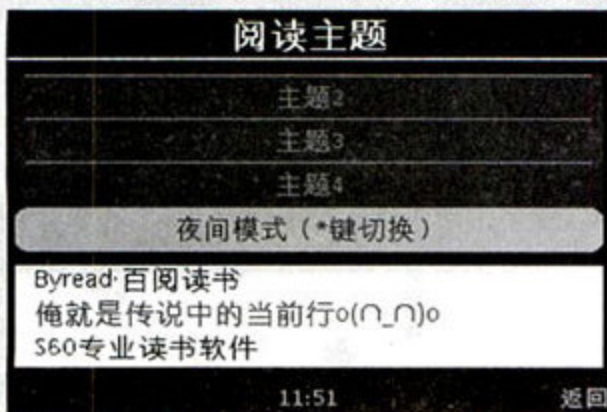 阅读主题
主题2
主题3
主题4
夜间模式（*键切换）
Byread·百阅读书
俺就是传说中的当前行o(∩_∩)o
S60专业读书软件
11:51
返回